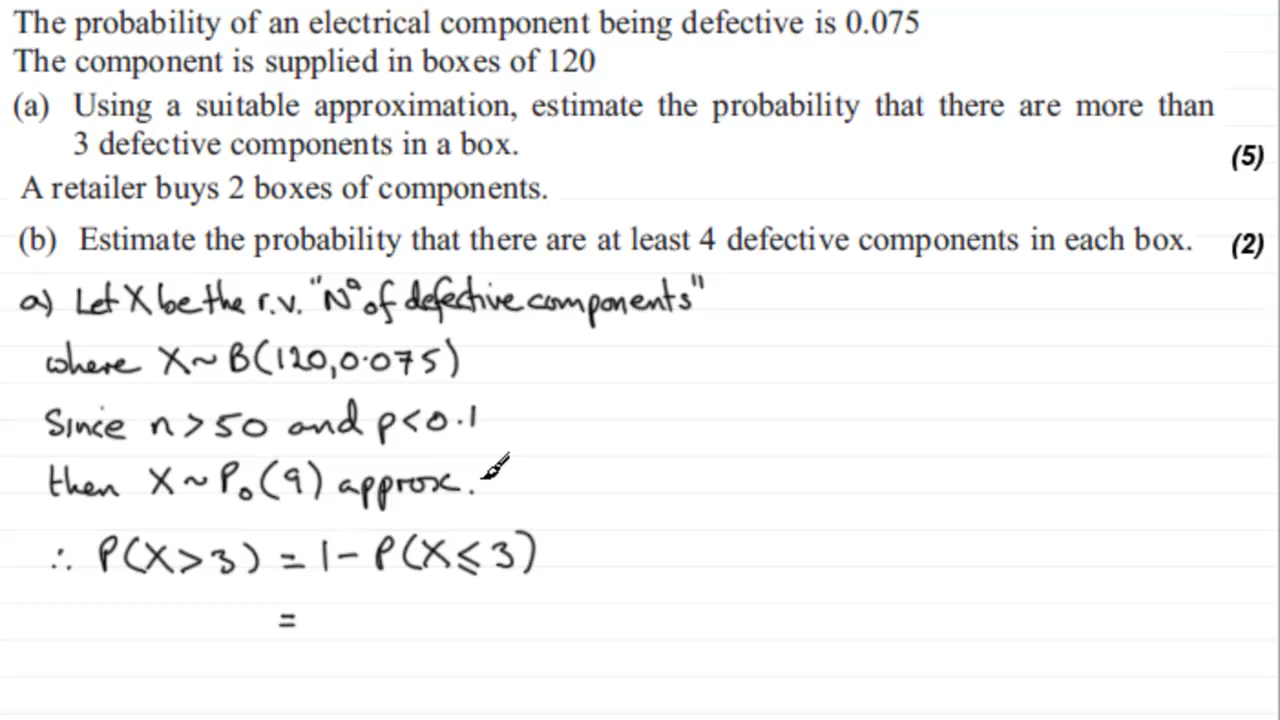 The probability of an electrical component being defective is 0.075
The component is supplied in boxes of 120
(a) Using a suitable approximation, estimate the probability that there are more than
3 defective components in a box.
(5)
A retailer buys 2 boxes of components.
(b) Estimate the probability that there are at least 4 defective components in each box.
(2)
a) Let X be the r.v. "Nº of defective components"
where X ~ B(120, 0·075)
Since n > 50 and p < 0·1
then X ~ Po(9) approx.
∴ P(X > 3) = 1 - P(X ≤ 3)
=